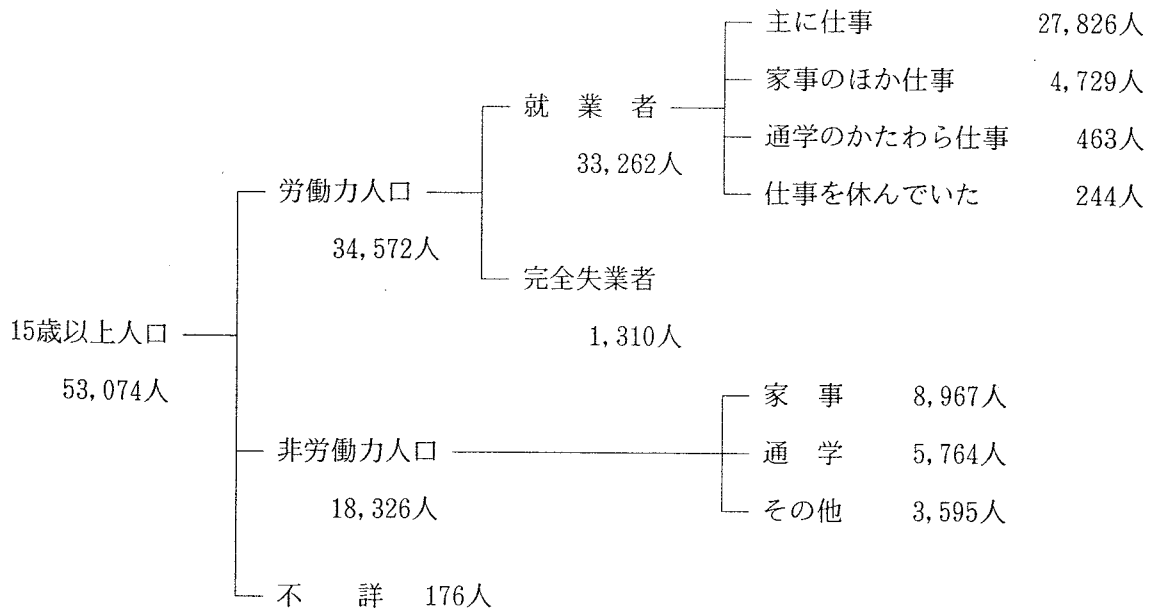 主に仕事 27,826人
家事のほか仕事 4,729人
就業者
通学のかたわら仕事 463人
33,262人
労働力人口
仕事を休んでいた 244人
34,572人
完全失業者
15歳以上人口
1,310人
53,074人
家事 8,967人
非労働力人口
通学 5,764人
18,326人
その他 3,595人
不詳 176人